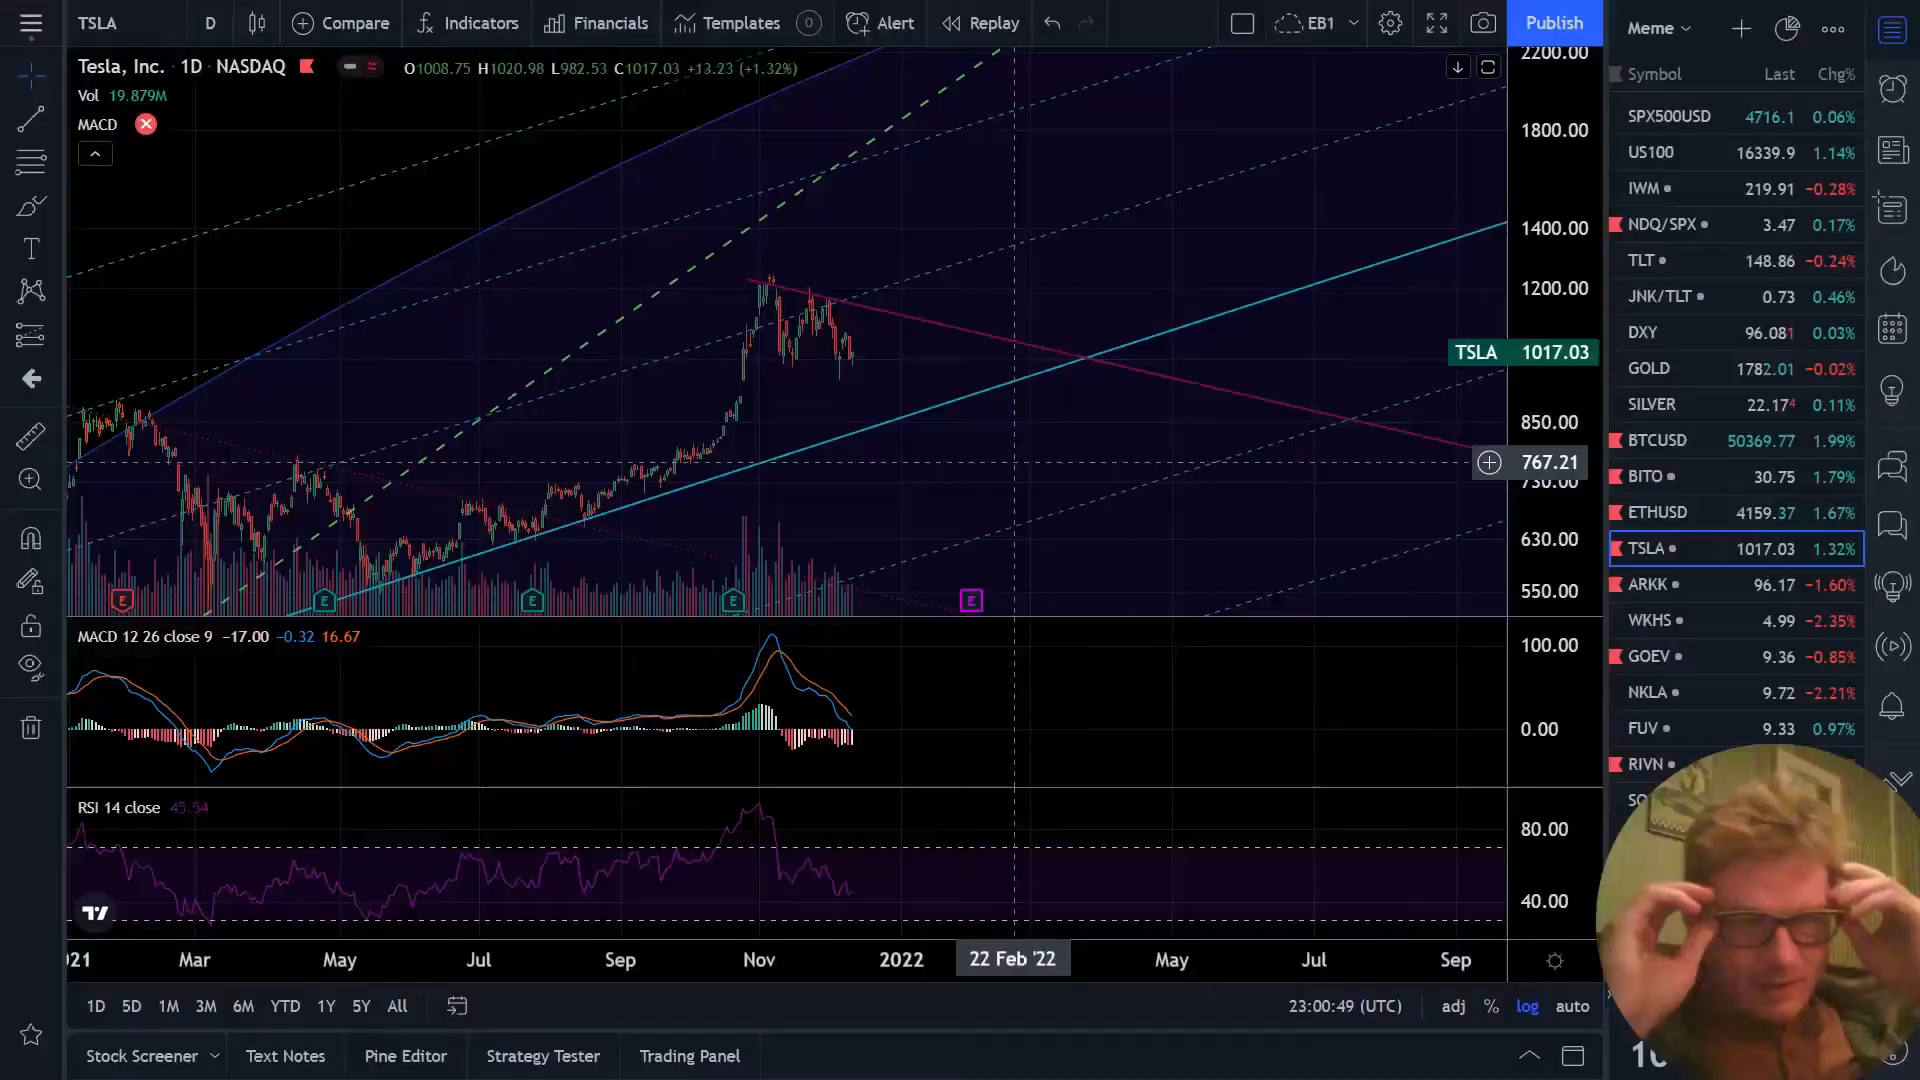 TSLA D Compare Indicators Financials Templates 0 Alert Replay EB1 Publish
Tesla, Inc. · 1D · NASDAQ O1008.75 H1020.98 L982.53 C1017.03 +13.23 (+1.32%)
Vol 19.879M
MACD
2200.00
1800.00
1400.00
1200.00
TSLA 1017.03
850.00
767.21
730.00
630.00
550.00
E E E E E
MACD 12 26 close 9 −17.00 −0.32 16.67
100.00
0.00
RSI 14 close 45.54
80.00
40.00
Mar May Jul Sep Nov 2022 22 Feb '22 May Jul Sep
1D 5D 1M 3M 6M YTD 1Y 5Y All 23:00:49 (UTC) adj % log auto
Stock Screener Text Notes Pine Editor Strategy Tester Trading Panel
Meme
Symbol Last Chg%
SPX500USD 4716.1 0.06%
US100 16339.9 1.14%
IWM 219.91 −0.28%
NDQ/SPX 3.47 0.17%
TLT 148.86 −0.24%
JNK/TLT 0.73 0.46%
DXY 96.081 0.03%
GOLD 1782.01 −0.02%
SILVER 22.174 0.11%
BTCUSD 50369.77 1.99%
BITO 30.75 1.79%
ETHUSD 4159.37 1.67%
TSLA 1017.03 1.32%
ARKK 96.17 −1.60%
WKHS 4.99 −2.35%
GOEV 9.36 −0.85%
NKLA 9.72 −2.21%
FUV 9.33 0.97%
RIVN